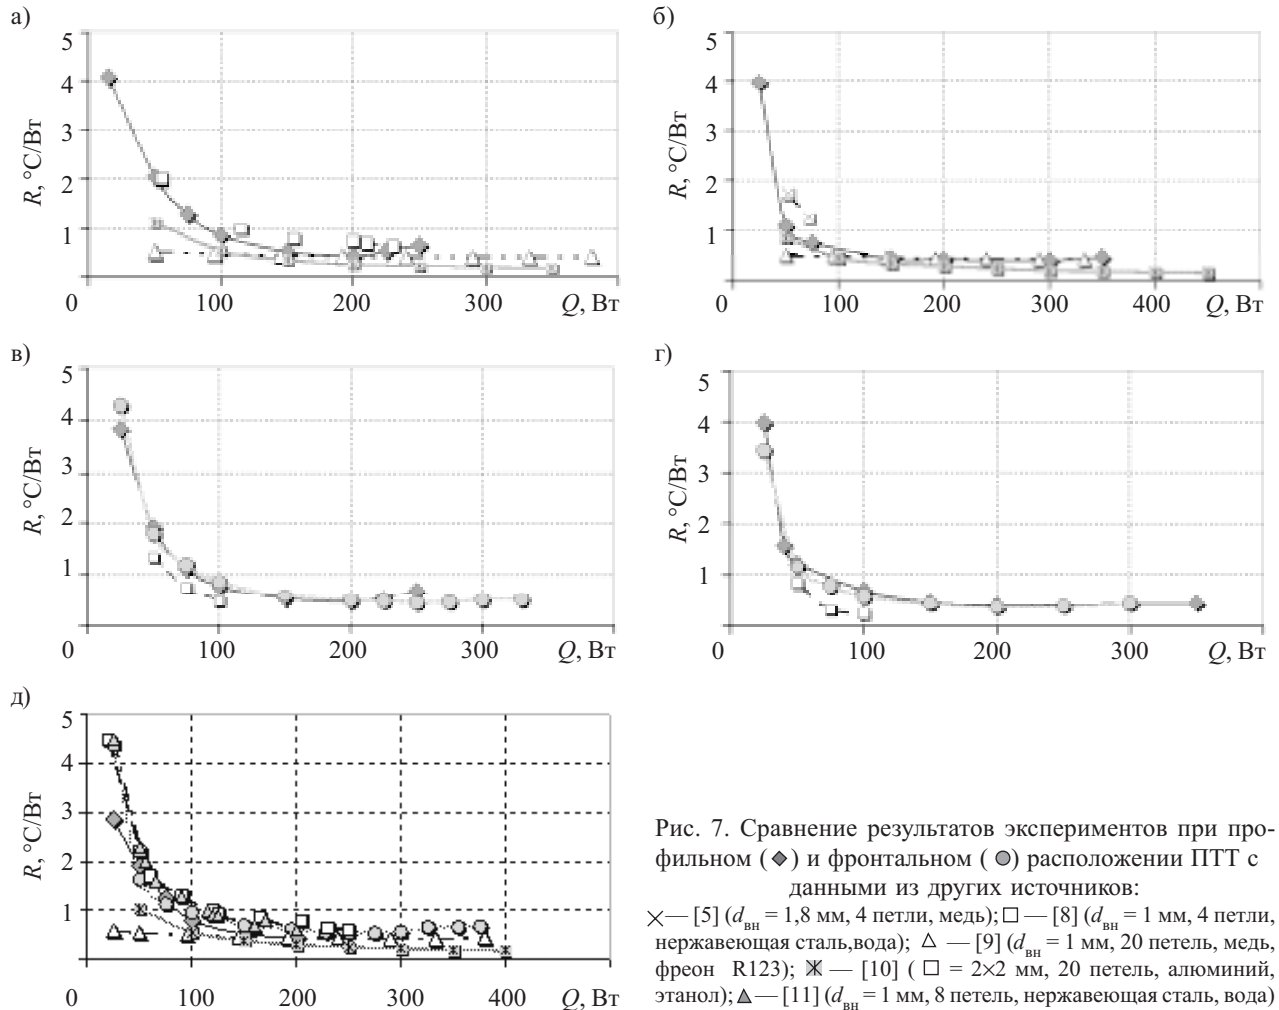 а)
5
4
3
2
1
R, °C/Вт
0 100 200 300 Q, Вт
б)
5
4
3
2
1
R, °C/Вт
0 100 200 300 400 Q, Вт
в)
5
4
3
2
1
R, °C/Вт
0 100 200 300 Q, Вт
г)
5
4
3
2
1
R, °C/Вт
0 100 200 300 Q, Вт
д)
5
4
3
2
1
R, °C/Вт
0 100 200 300 400 Q, Вт
Рис. 7. Сравнение результатов экспериментов при про-
фильном (◆) и фронтальном (●) расположении ПТТ с
данными из других источников:
×— [5] (dвн = 1,8 мм, 4 петли, медь); □ — [8] (dвн = 1 мм, 4 петли,
нержавеющая сталь,вода); △ — [9] (dвн = 1 мм, 20 петель, медь,
фреон R123); ж — [10] ( □ = 2×2 мм, 20 петель, алюминий,
этанол); ▲— [11] (dвн = 1 мм, 8 петель, нержавеющая сталь, вода)